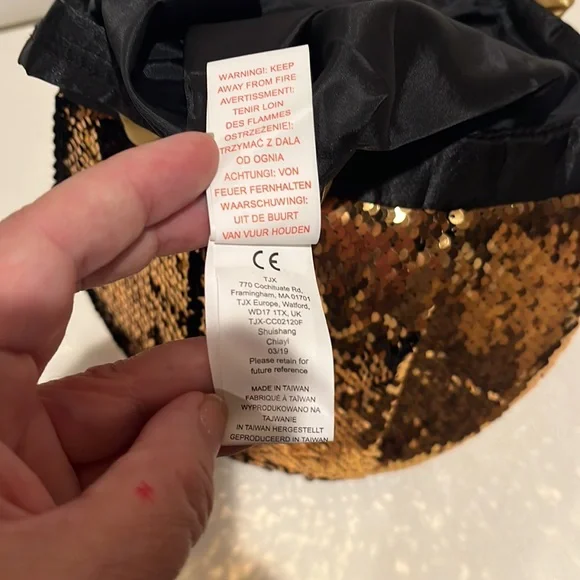 WARNING!: KEEP
AWAY FROM FIRE
AVERTISSMENT!:
TENIR LOIN
DES FLAMMES
OSTRZEŻENIE!:
TRZYMAĆ Z DALA
OD OGNIA
ACHTUNG!: VON
FEUER FERNHALTEN
WAARSCHUWING!:
UIT DE BUURT
VAN VUUR HOUDEN
CE
TJX
770 Cochituate Rd,
Framingham, MA 01701
TJX Europe, Watford,
WD17 1TX, UK
TJX-CC02120F
Shuishang
Chiayl
03/19
Please retain for
future reference
MADE IN TAIWAN
FABRIQUÉ À TAÏWAN
WYPRODUKOWANO NA
TAJWANIE
IN TAIWAN HERGESTELLT
GEPRODUCEERD IN TAIWAN